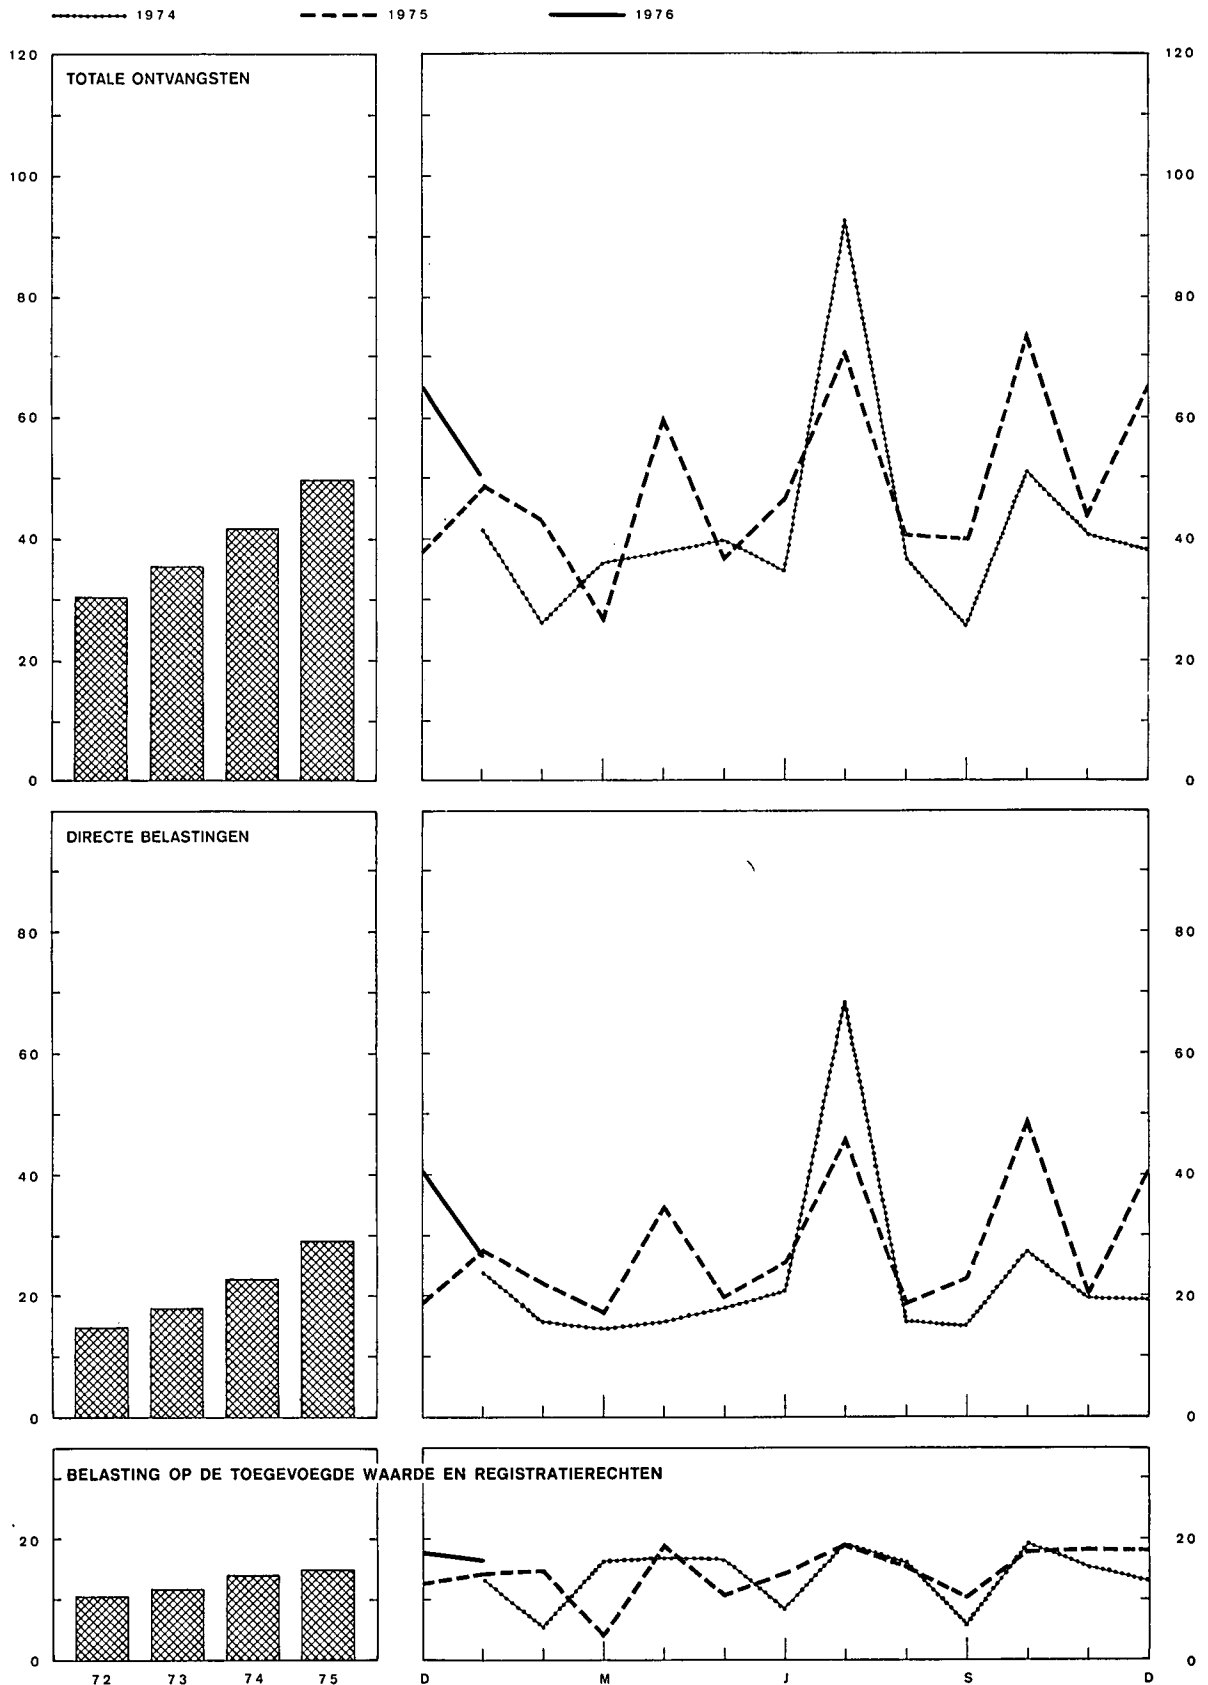 1974 1975 1976
120 120
TOTALE ONTVANGSTEN
100 100
80 80
60 60
40 40
20 20
0 0
DIRECTE BELASTINGEN
80 80
60 60
40 40
20 20
0 0
BELASTING OP DE TOEGEVOEGDE WAARDE EN REGISTRATIERECHTEN
20 20
0 0
72 73 74 75 D M J S D